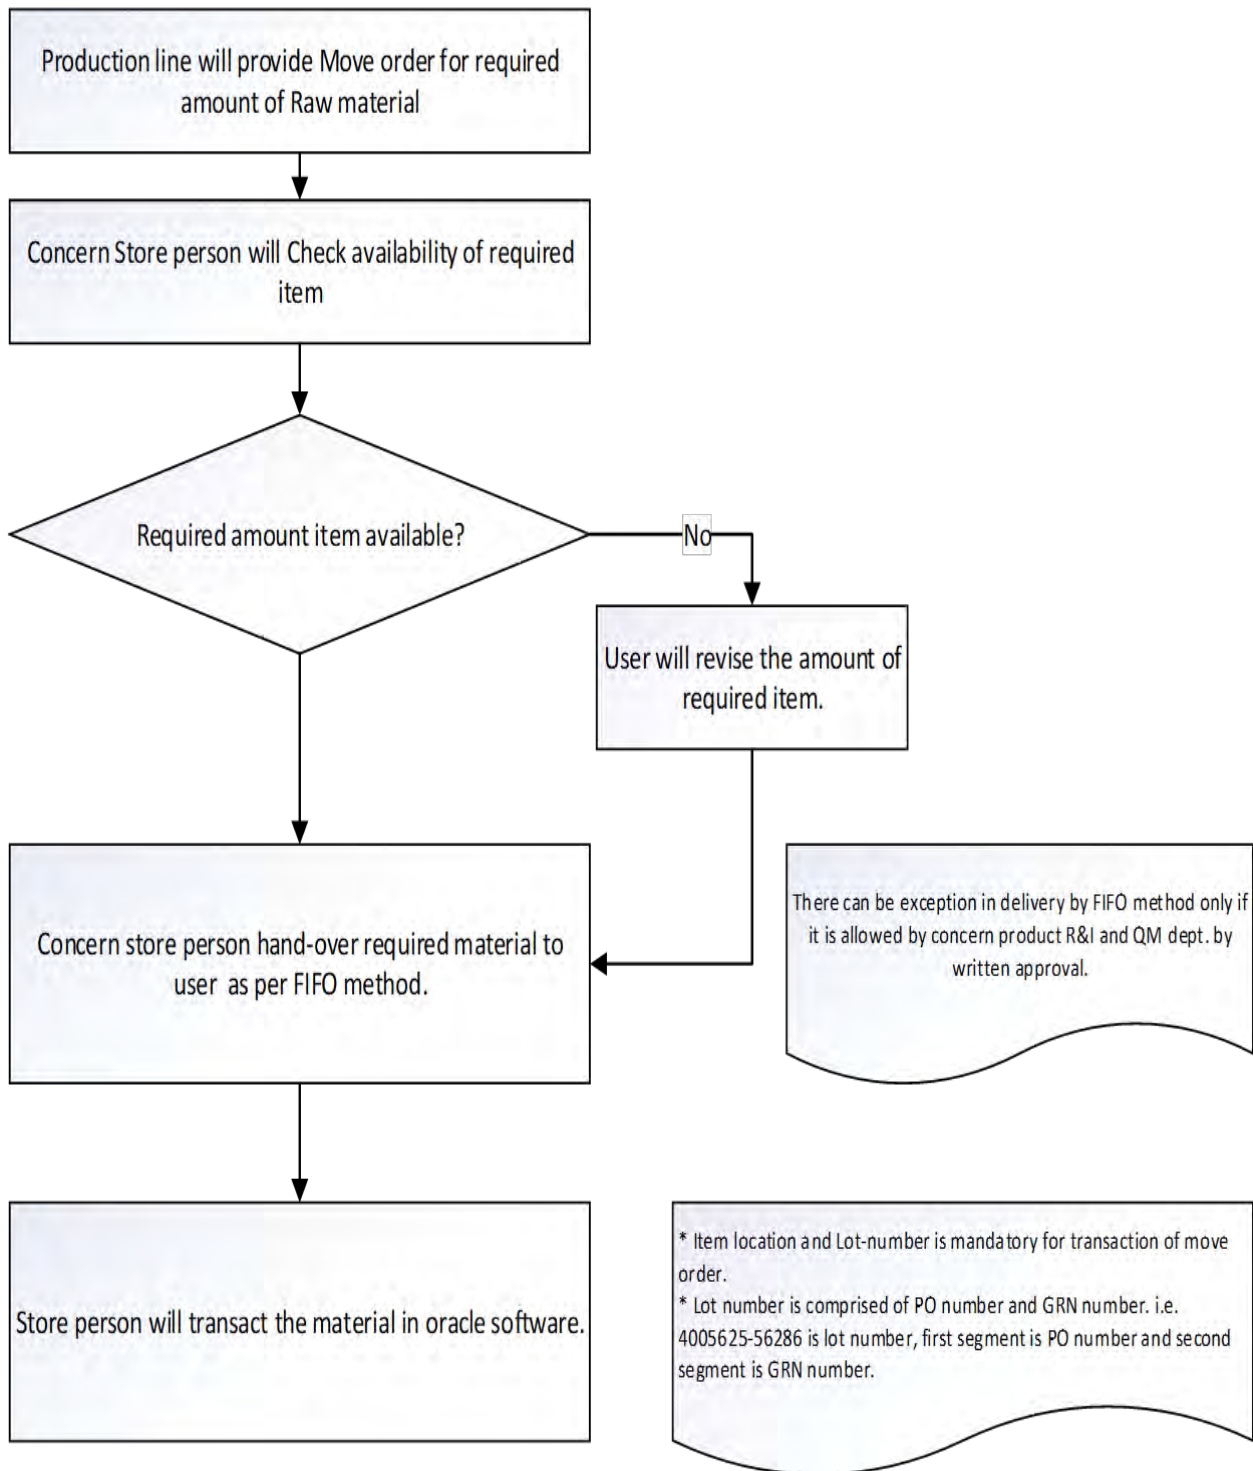 Production line will provide Move order for required
amount of Raw material
Concern Store person will Check availability of required
item
Required amount item available?
No
User will revise the amount of
required item.
Concern store person hand-over required material to
user as per FIFO method.
There can be exception in delivery by FIFO method only if
it is allowed by concern product R&I and QM dept. by
written approval.
Store person will transact the material in oracle software.
* Item location and Lot-number is mandatory for transaction of move
order.
* Lot number is comprised of PO number and GRN number. i.e.
4005625-56286 is lot number, first segment is PO number and second
segment is GRN number.